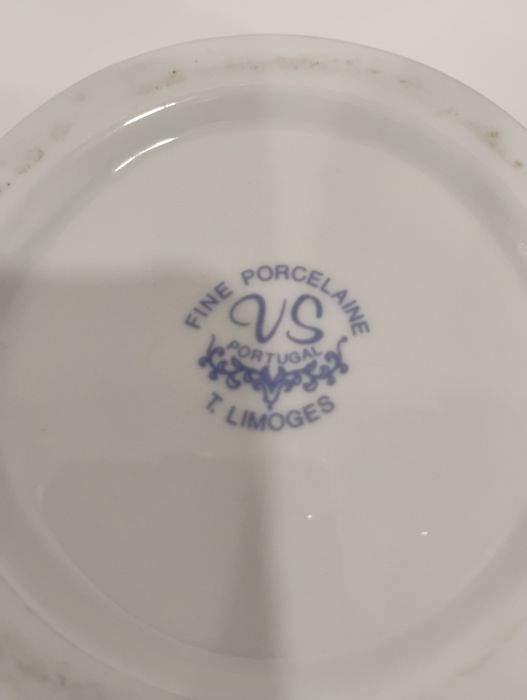 FINE PORCELAINE
VS
PORTUGAL
T. LIMOGES